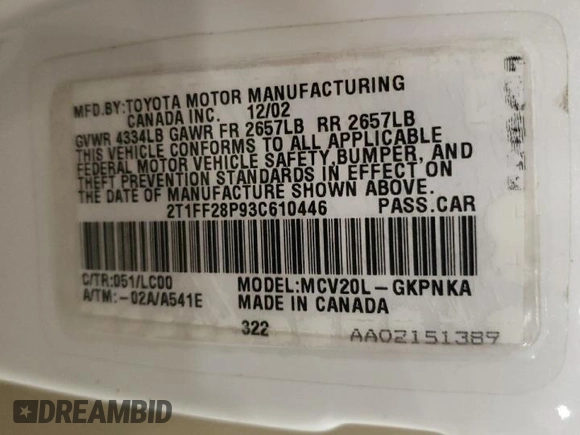 MFD.BY:TOYOTA MOTOR MANUFACTURING
CANADA INC. 12/02
GVWR 4334LB GAWR FR 2657LB RR 2657LB
THIS VEHICLE CONFORMS TO ALL APPLICABLE
FEDERAL MOTOR VEHICLE SAFETY,BUMPER, AND
THEFT PREVENTION STANDARDS IN EFFECT ON
THE DATE OF MANUFACTURE SHOWN ABOVE.
2T1FF28P93C610446 PASS.CAR
C/TR:051/LC00 MODEL:MCV20L-GKPNKA
A/TM:-02A/A541E MADE IN CANADA
322 AA02151389
DREAMBID